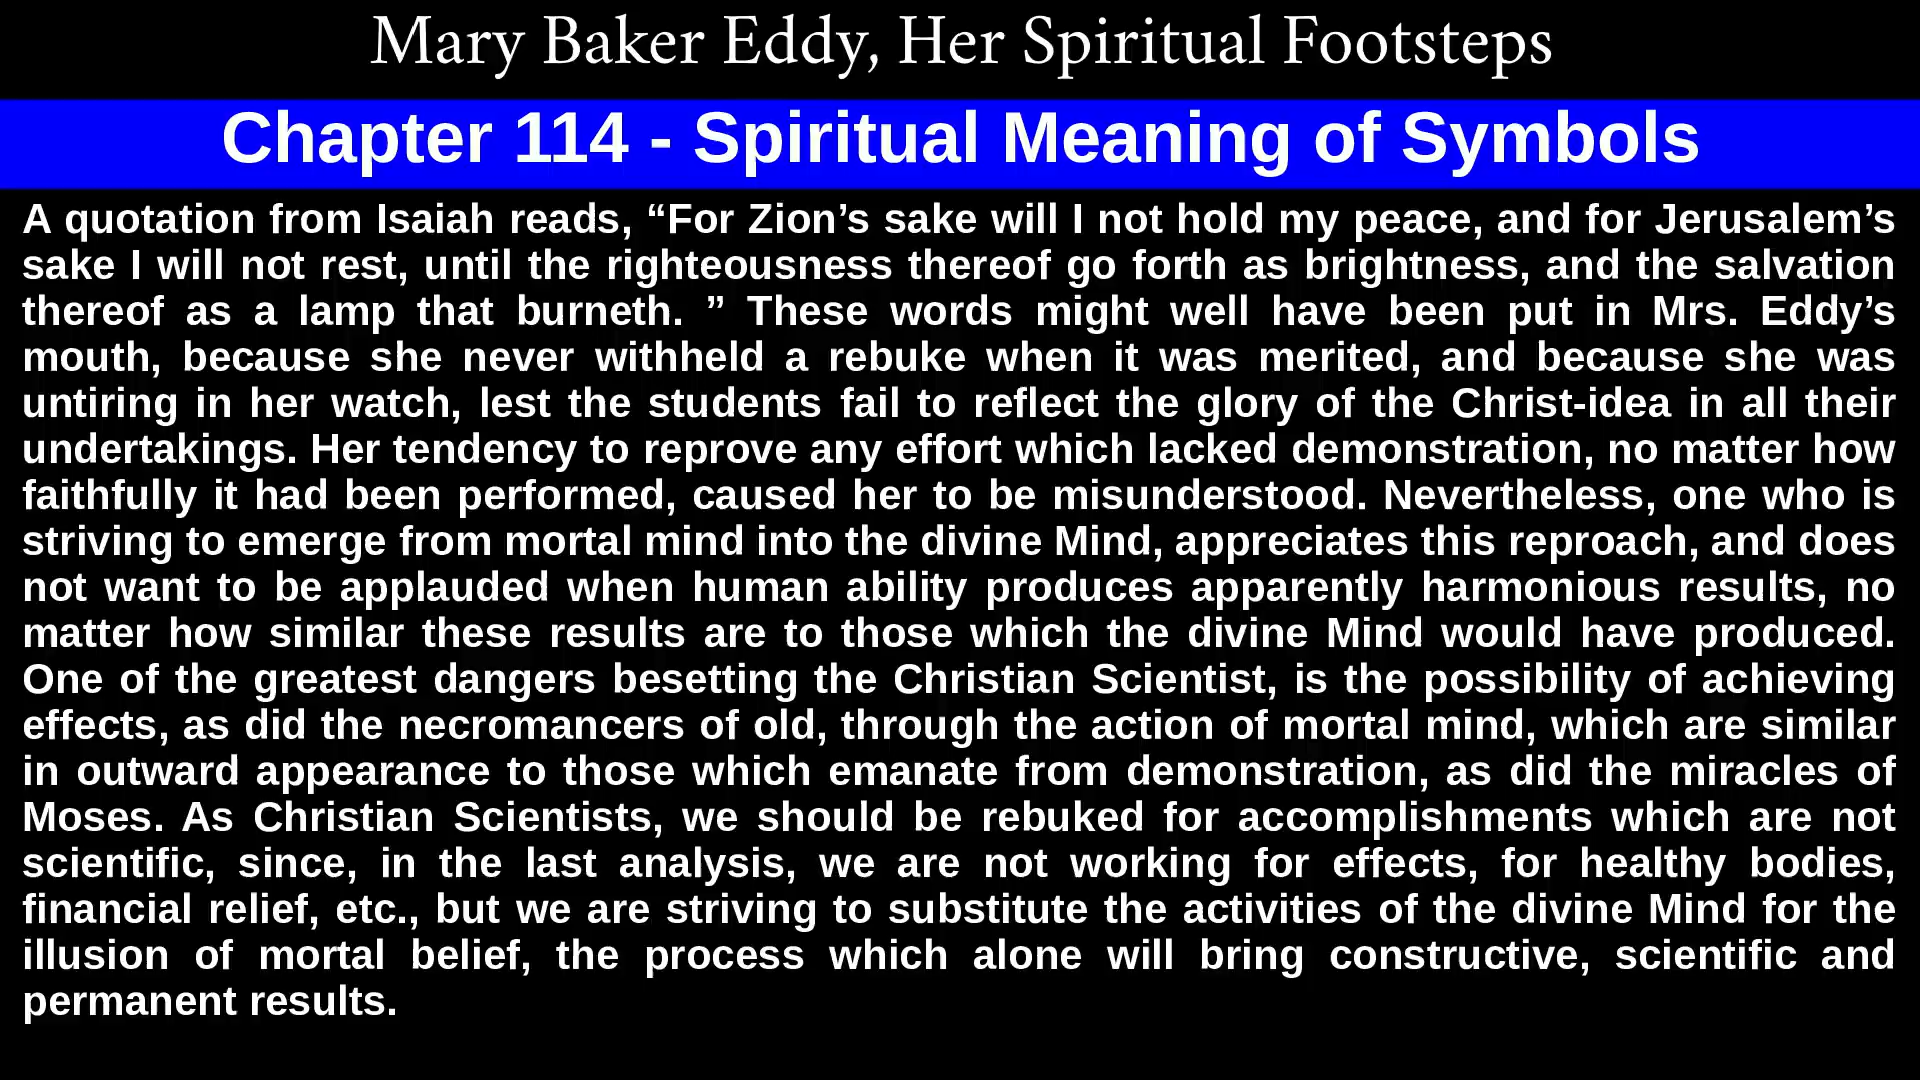 Mary Baker Eddy, Her Spiritual Footsteps
Chapter 114 - Spiritual Meaning of Symbols
A quotation from Isaiah reads, “For Zion’s sake will I not hold my peace, and for Jerusalem’s
sake I will not rest, until the righteousness thereof go forth as brightness, and the salvation
thereof as a lamp that burneth. ” These words might well have been put in Mrs. Eddy’s
mouth, because she never withheld a rebuke when it was merited, and because she was
untiring in her watch, lest the students fail to reflect the glory of the Christ-idea in all their
undertakings. Her tendency to reprove any effort which lacked demonstration, no matter how
faithfully it had been performed, caused her to be misunderstood. Nevertheless, one who is
striving to emerge from mortal mind into the divine Mind, appreciates this reproach, and does
not want to be applauded when human ability produces apparently harmonious results, no
matter how similar these results are to those which the divine Mind would have produced.
One of the greatest dangers besetting the Christian Scientist, is the possibility of achieving
effects, as did the necromancers of old, through the action of mortal mind, which are similar
in outward appearance to those which emanate from demonstration, as did the miracles of
Moses. As Christian Scientists, we should be rebuked for accomplishments which are not
scientific, since, in the last analysis, we are not working for effects, for healthy bodies,
financial relief, etc., but we are striving to substitute the activities of the divine Mind for the
illusion of mortal belief, the process which alone will bring constructive, scientific and
permanent results.